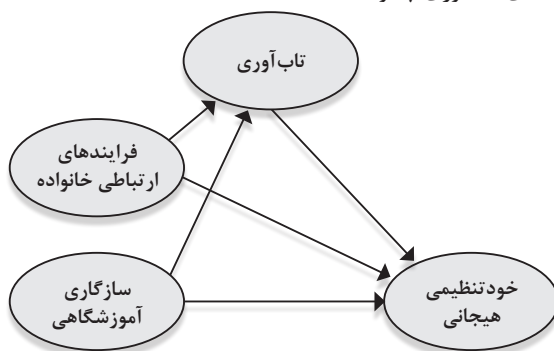 تاب‌آوری
فرایندهای
ارتباطی خانواده
سازگاری
آموزشگاهی
خودتنظیمی
هیجانی